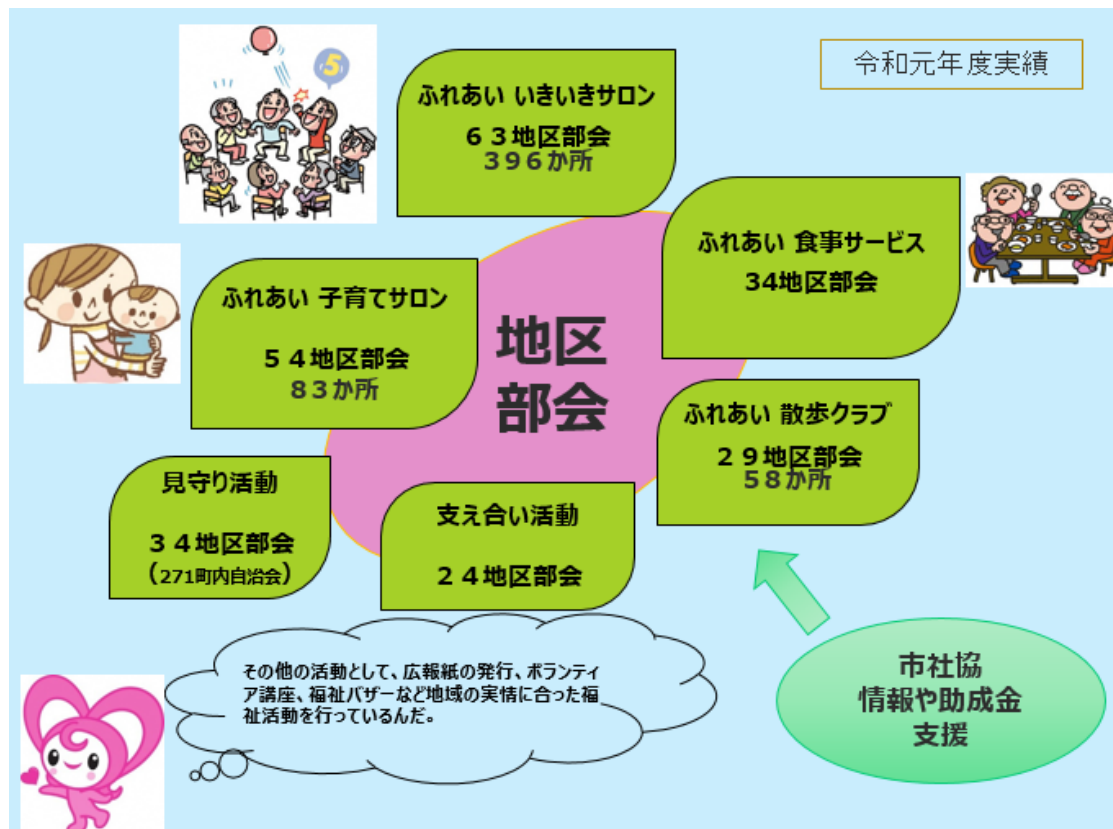 令和元年度実績
ふれあい いきいきサロン
６３地区部会
396か所
ふれあい 食事サービス
34地区部会
ふれあい 子育てサロン
５４地区部会
８３か所
地区
部会
ふれあい 散歩クラブ
２９地区部会
５８か所
見守り活動
３４地区部会
（271町内自治会）
支え合い活動
２４地区部会
その他の活動として、広報紙の発行、ボランティ
ア講座、福祉バザーなど地域の実情に合った福
祉活動を行っているんだ。
市社協
情報や助成金
支援
5